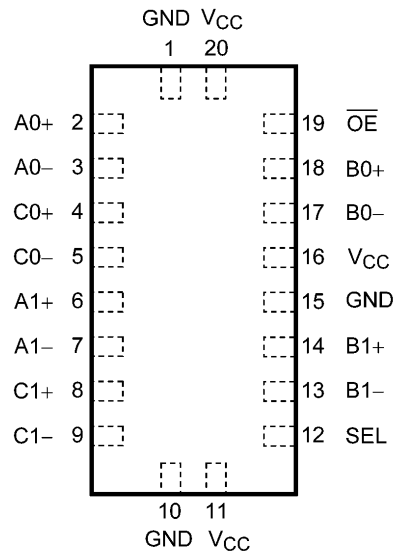 GND VCC
1 20
A0+ 2 19 OE
A0− 3 18 B0+
C0+ 4 17 B0−
C0− 5 16 VCC
A1+ 6 15 GND
A1− 7 14 B1+
C1+ 8 13 B1−
C1− 9 12 SEL
10 11
GND VCC